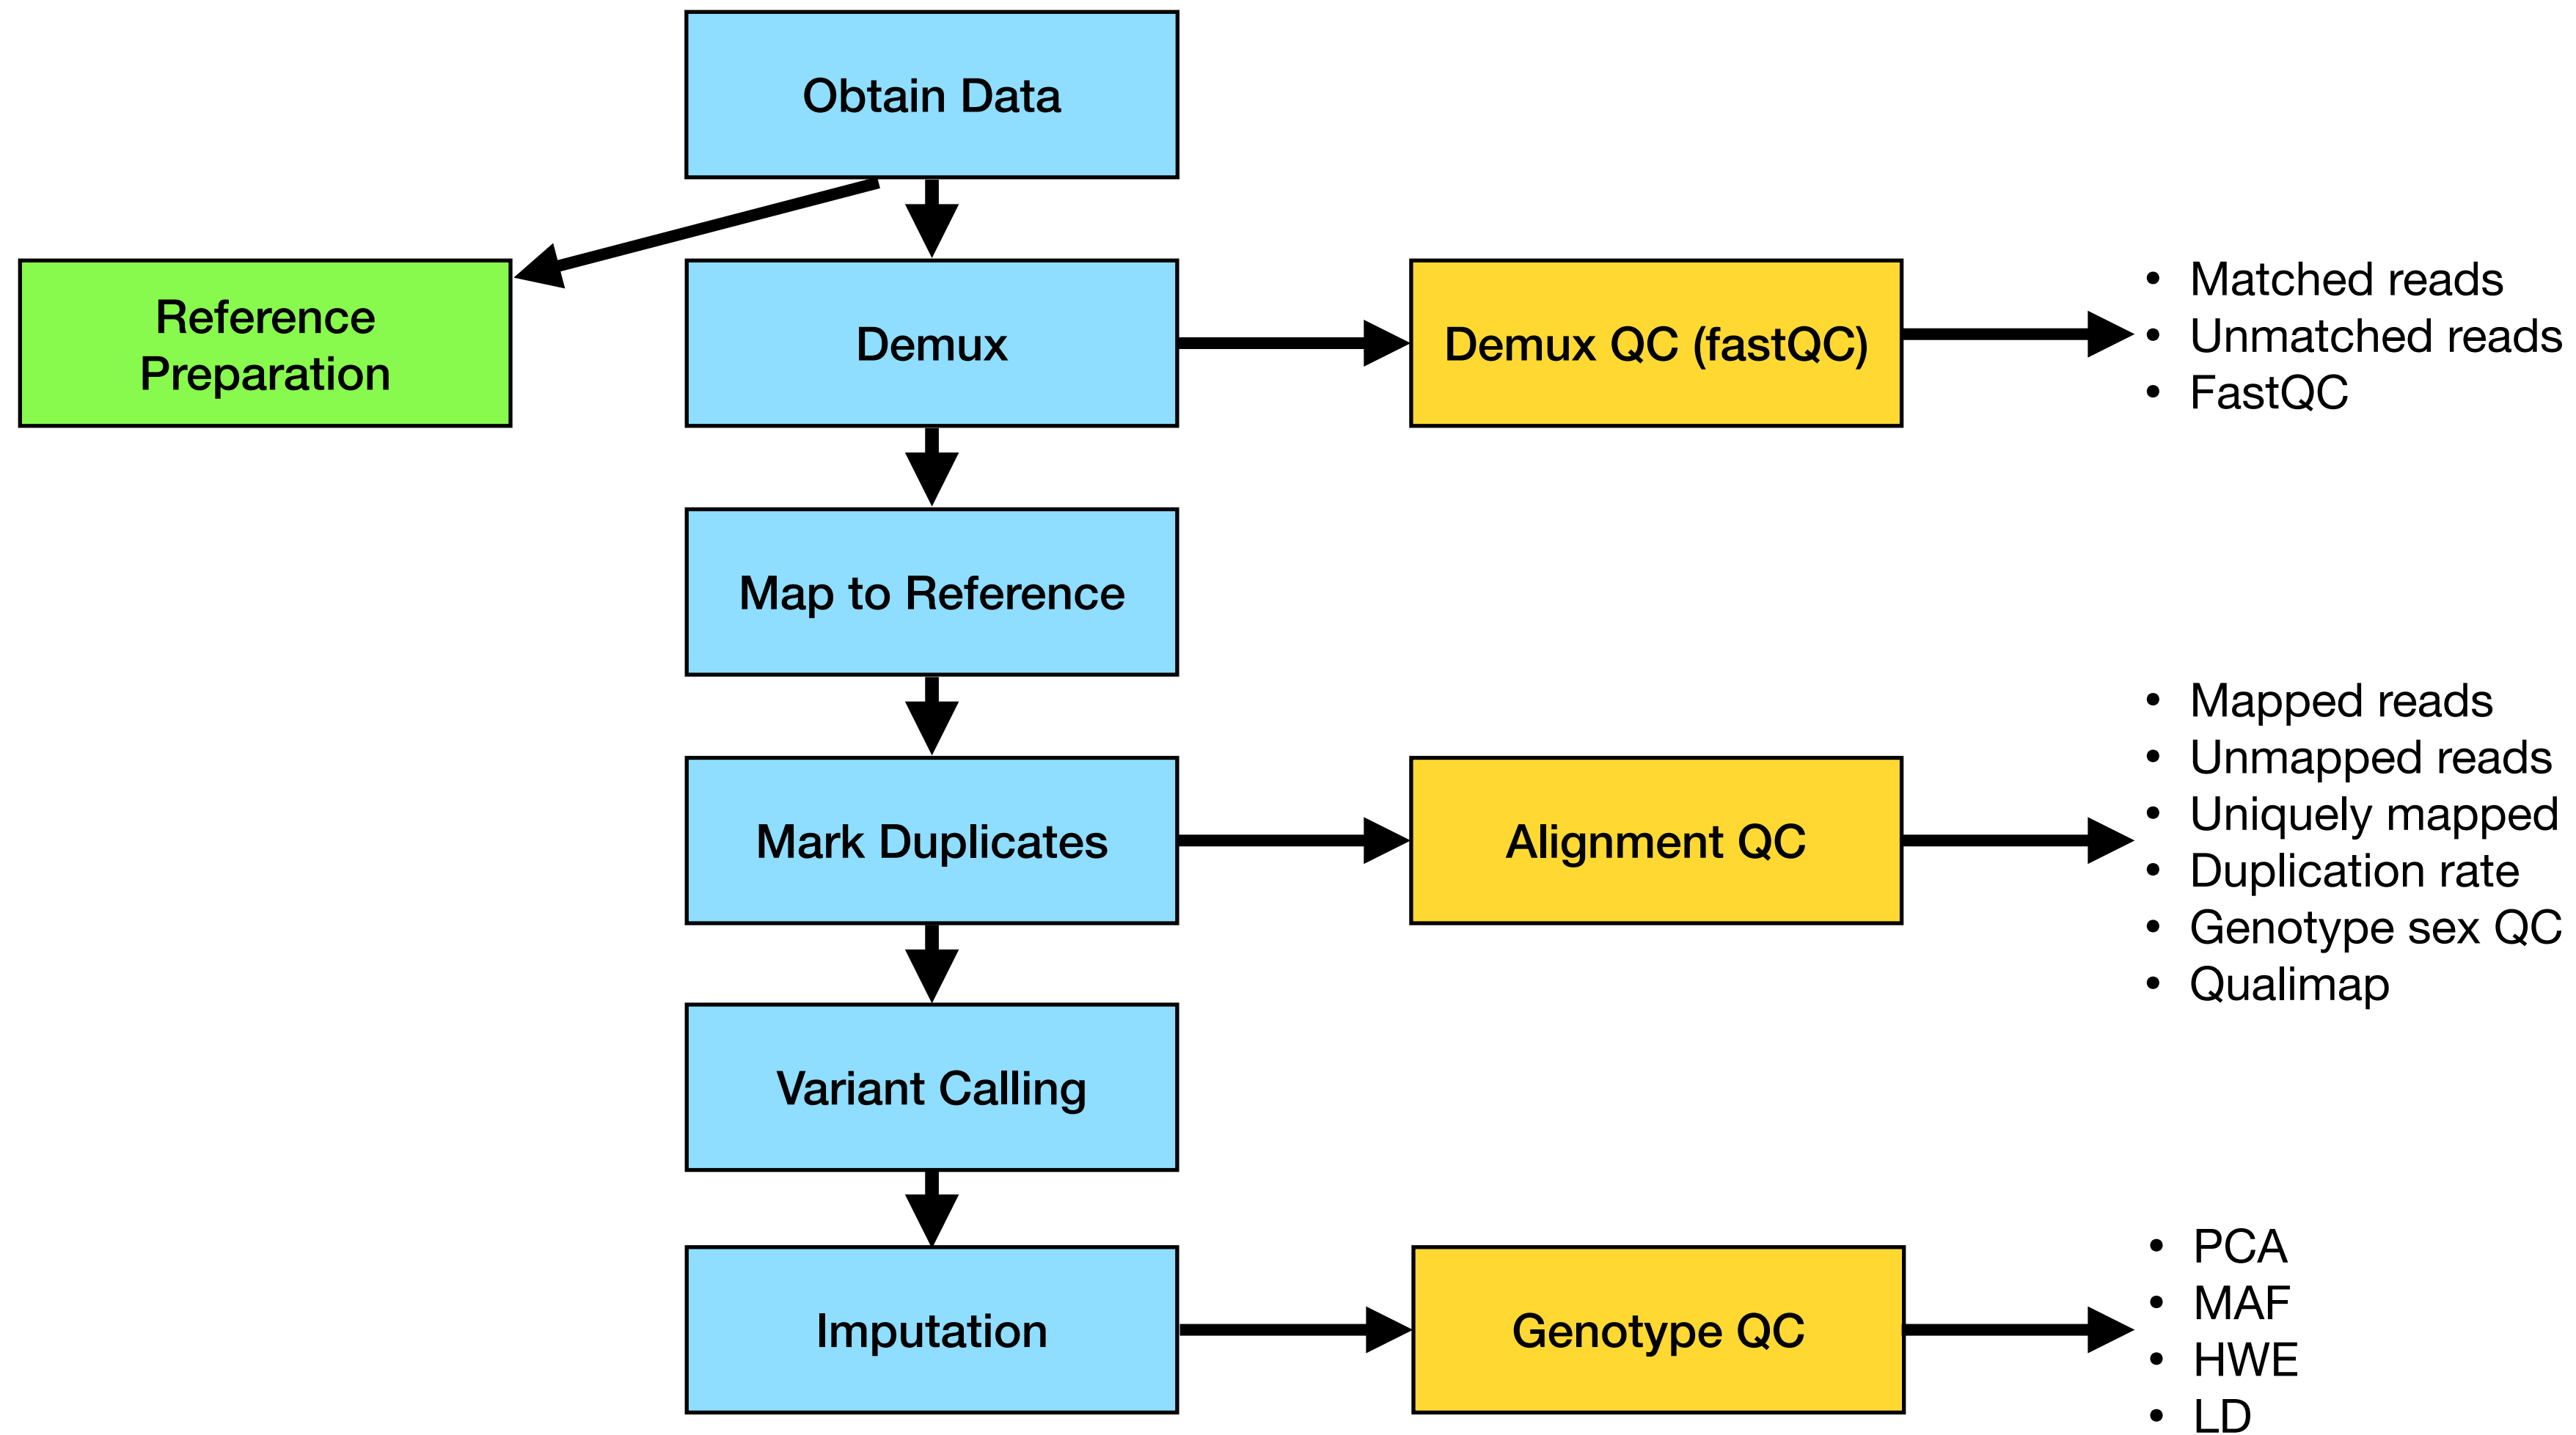 Obtain Data
Reference
Preparation
Demux
Demux QC (fastQC)
• Matched reads
• Unmatched reads
• FastQC
Map to Reference
Mark Duplicates
Alignment QC
• Mapped reads
• Unmapped reads
• Uniquely mapped
• Duplication rate
• Genotype sex QC
• Qualimap
Variant Calling
Imputation
Genotype QC
• PCA
• MAF
• HWE
• LD